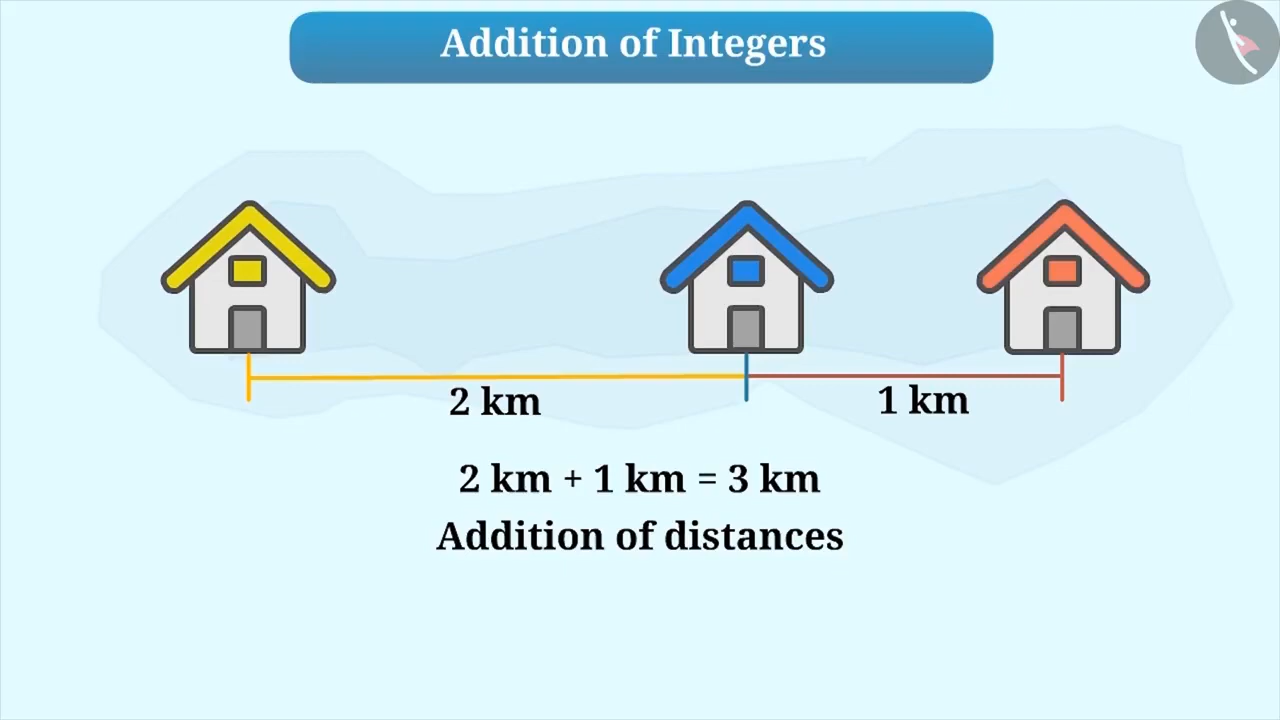 Addition of Integers
2 km
1 km
2 km + 1 km = 3 km
Addition of distances